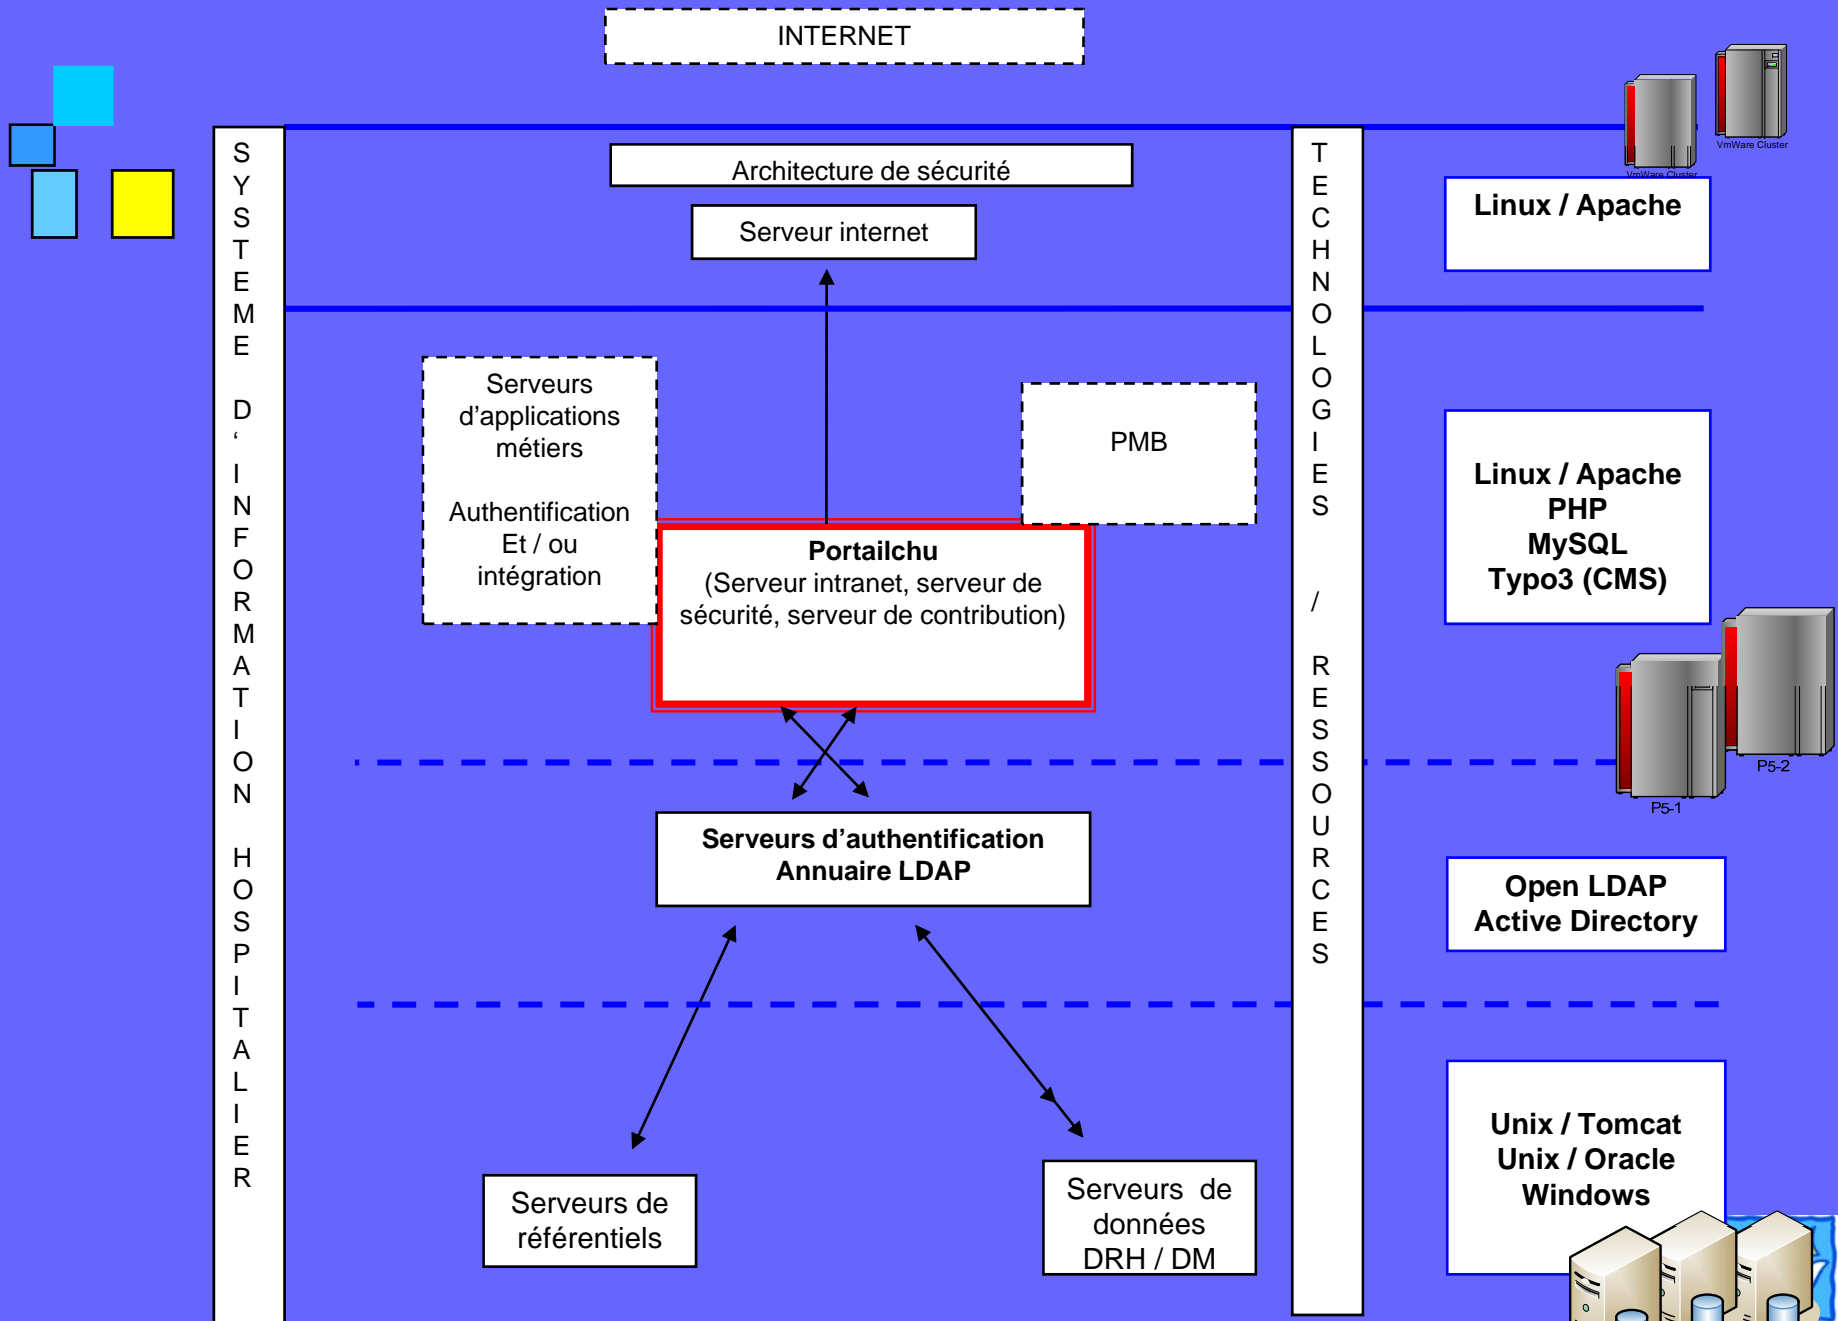 INTERNET
VmWare Cluster
VmWare Cluster
SYSTEME D‘INFORMATION HOSPITALIER
Architecture de sécurité
Serveur internet
TECHNOLOGIES / RESSOURCES
Linux / Apache
Serveurs
d’applications
métiers
Authentification
Et / ou
intégration
PMB
Portailchu
(Serveur intranet, serveur de
sécurité, serveur de contribution)
Linux / Apache
PHP
MySQL
Typo3 (CMS)
P5-2
P5-1
Serveurs d’authentification
Annuaire LDAP
Open LDAP
Active Directory
Serveurs de
référentiels
Serveurs de
données
DRH / DM
Unix / Tomcat
Unix / Oracle
Windows